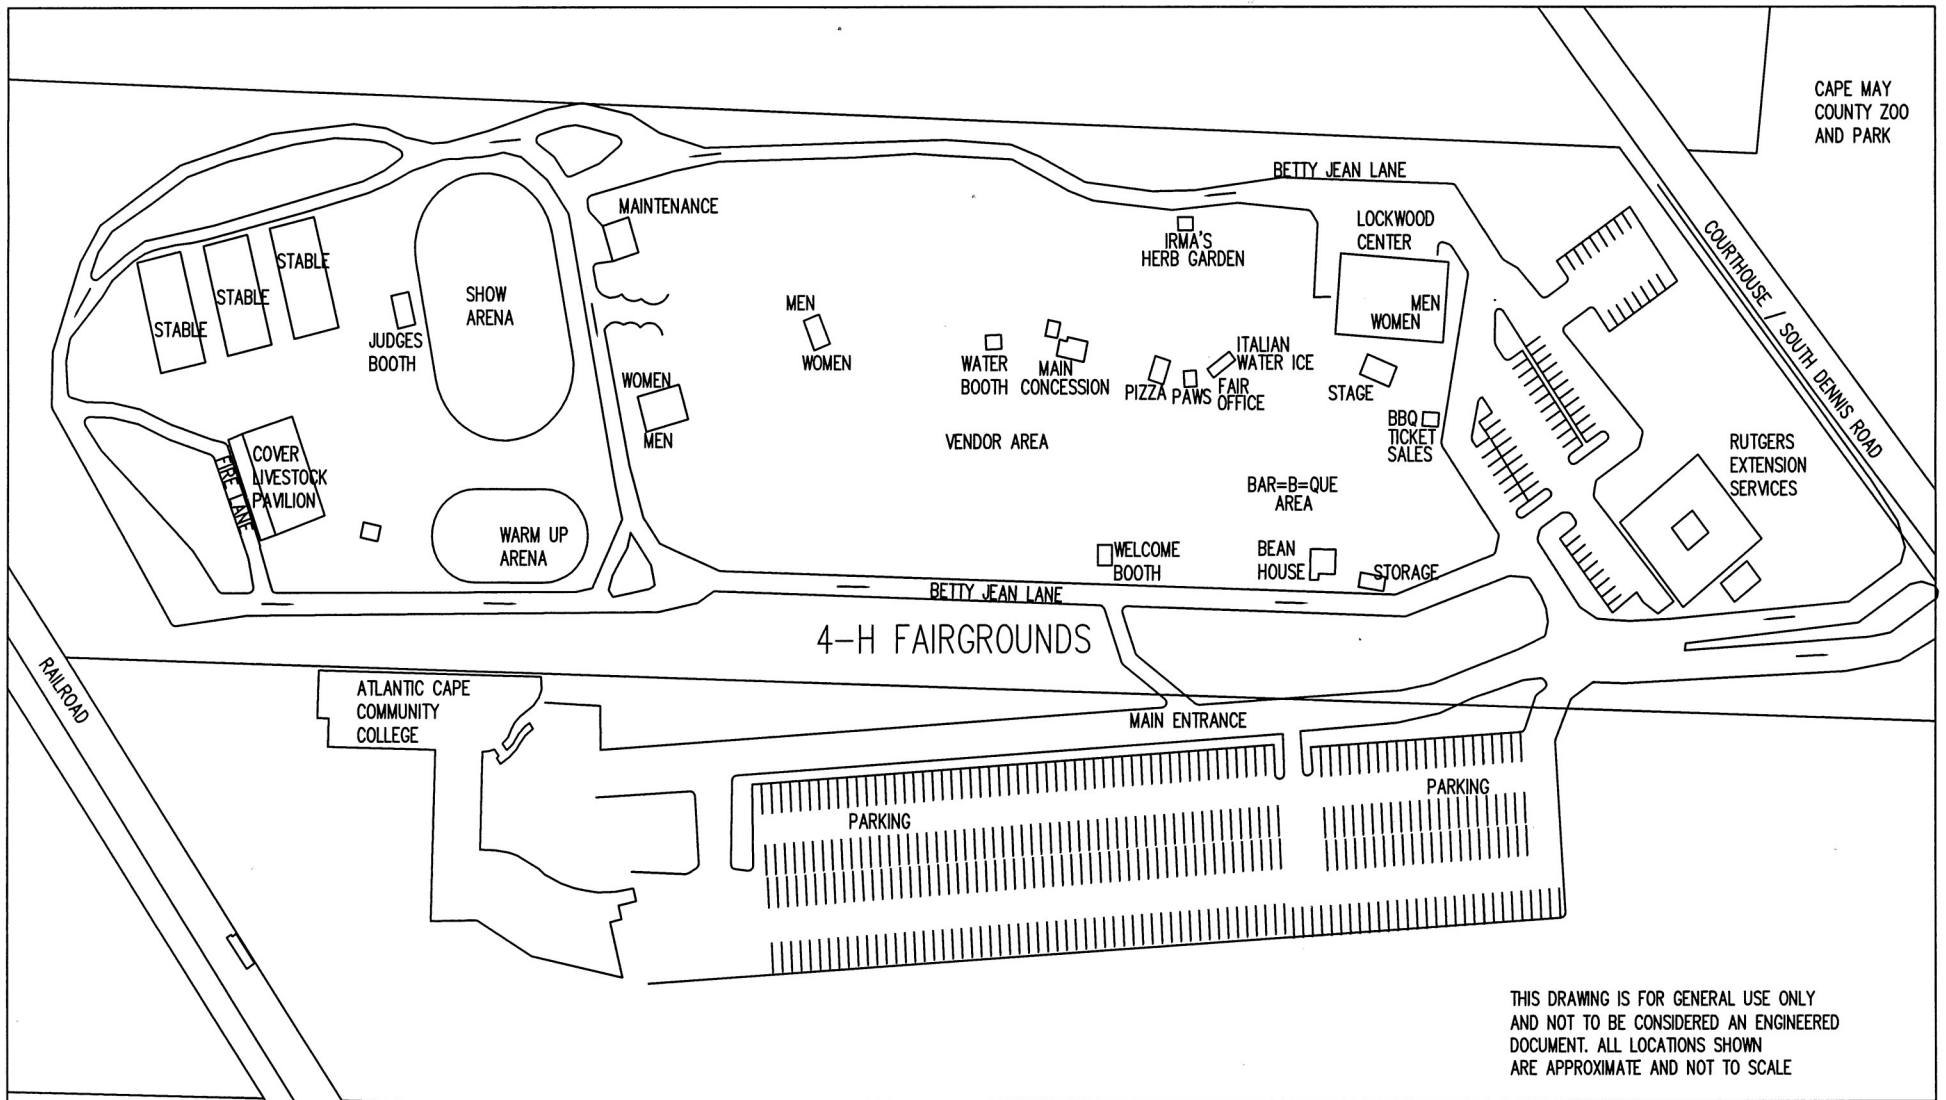 CAPE MAY
COUNTY ZOO
AND PARK
BETTY JEAN LANE
MAINTENANCE
LOCKWOOD
CENTER
MEN
WOMEN
IRMA'S
HERB GARDEN
COURTHOUSE / SOUTH DENNIS ROAD
STABLE
STABLE
STABLE
JUDGES
BOOTH
SHOW
ARENA
MEN
WOMEN
WATER
BOOTH
MAIN
CONCESSION
PIZZA
PAWS
ITALIAN
WATER ICE
FAIR
OFFICE
STAGE
WOMEN
MEN
BBQ
TICKET
SALES
VENDOR AREA
RUTGERS
EXTENSION
SERVICES
COVER
LIVESTOCK
PAVILION
FIRE LANE
BAR=B=QUE
AREA
WARM UP
ARENA
WELCOME
BOOTH
BEAN
HOUSE
STORAGE
BETTY JEAN LANE
4-H FAIRGROUNDS
RAILROAD
ATLANTIC CAPE
COMMUNITY
COLLEGE
MAIN ENTRANCE
PARKING
PARKING
THIS DRAWING IS FOR GENERAL USE ONLY
AND NOT TO BE CONSIDERED AN ENGINEERED
DOCUMENT. ALL LOCATIONS SHOWN
ARE APPROXIMATE AND NOT TO SCALE